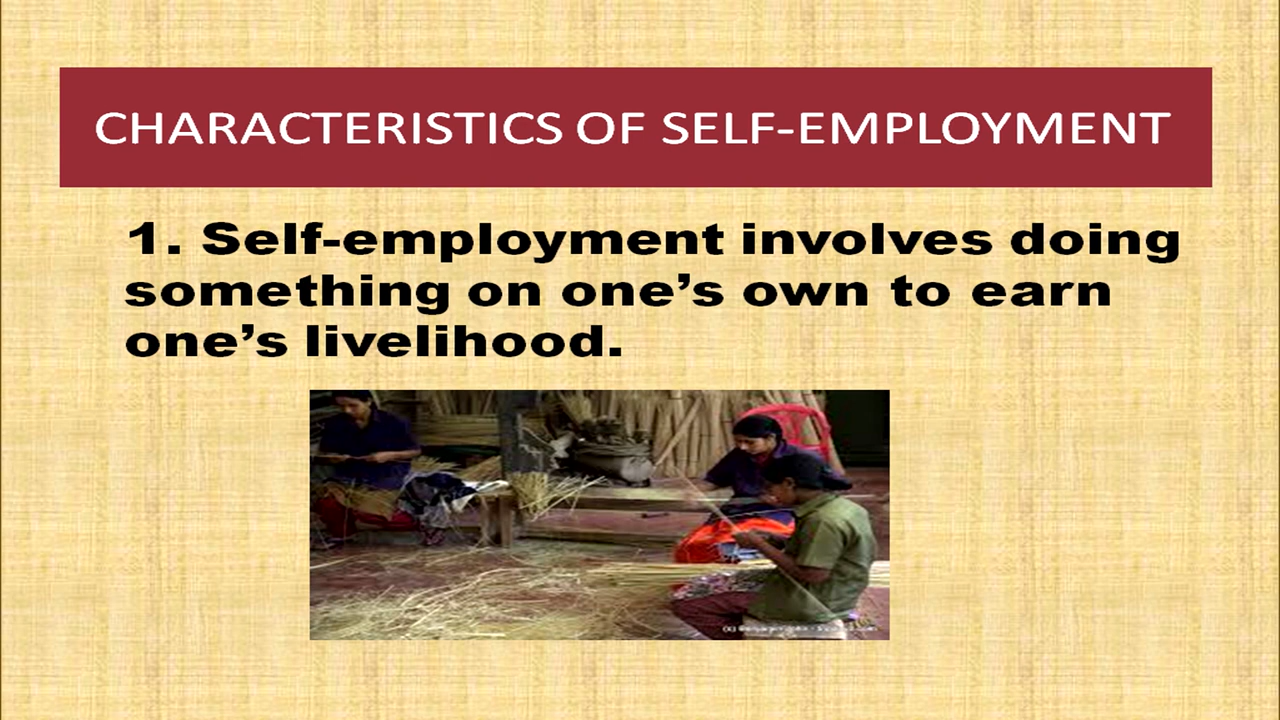 CHARACTERISTICS OF SELF-EMPLOYMENT
1. Self-employment involves doing
something on one’s own to earn
one’s livelihood.